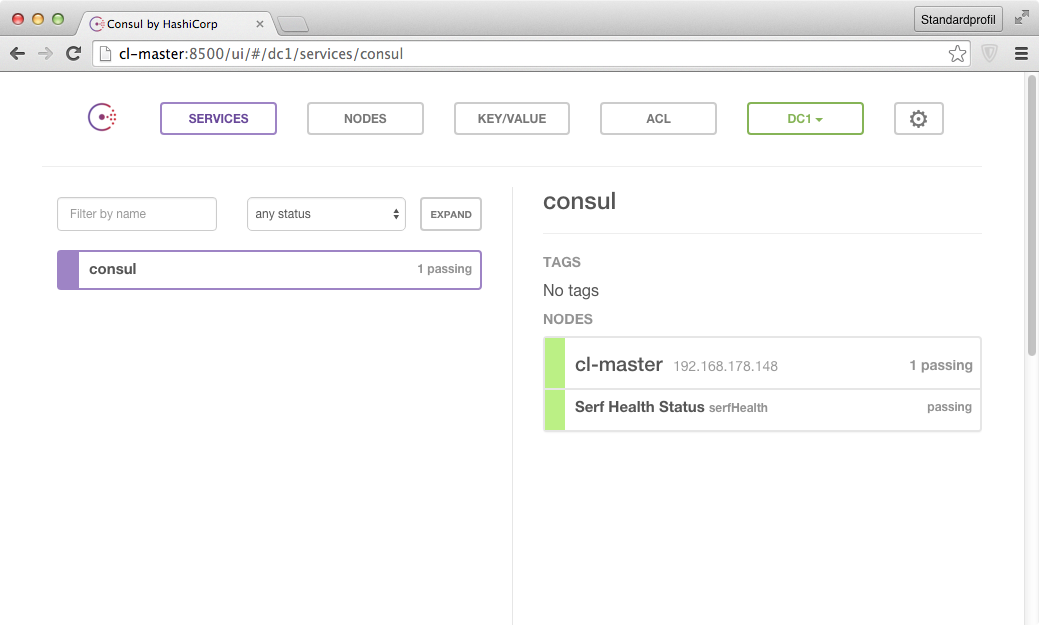 Consul by HashiCorp
Standardprofil
cl-master:8500/ui/#/dc1/services/consul
SERVICES NODES KEY/VALUE ACL DC1
Filter by name any status EXPAND
consul 1 passing
consul
TAGS
No tags
NODES
cl-master 192.168.178.148 1 passing
Serf Health Status serfHealth passing